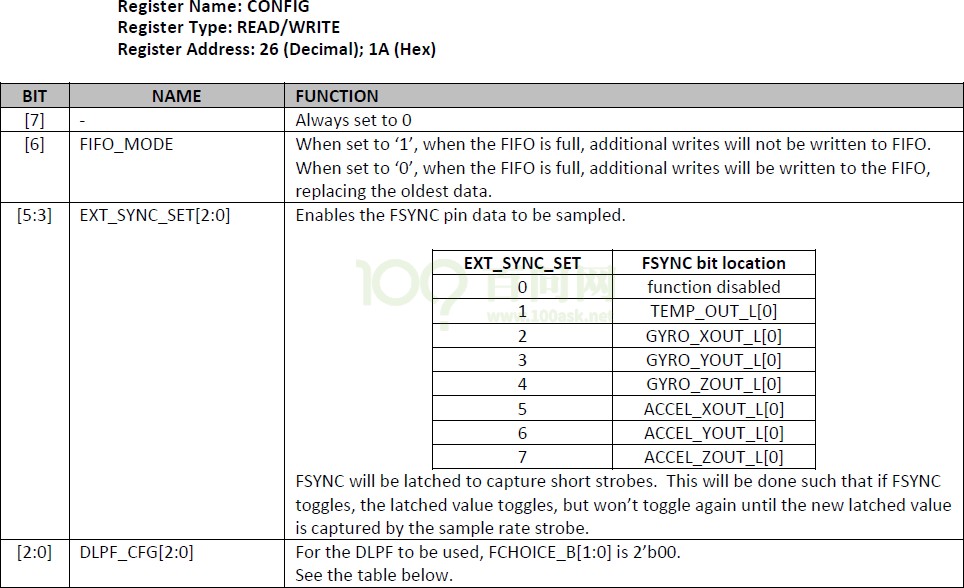 Register Name: CONFIG
Register Type: READ/WRITE
Register Address: 26 (Decimal); 1A (Hex)
BIT NAME FUNCTION
[7] - Always set to 0
[6] FIFO_MODE When set to ‘1’, when the FIFO is full, additional writes will not be written to FIFO.
When set to ‘0’, when the FIFO is full, additional writes will be written to the FIFO,
replacing the oldest data.
[5:3] EXT_SYNC_SET[2:0] Enables the FSYNC pin data to be sampled.
EXT_SYNC_SET FSYNC bit location
0 function disabled
1 TEMP_OUT_L[0]
2 GYRO_XOUT_L[0]
3 GYRO_YOUT_L[0]
4 GYRO_ZOUT_L[0]
5 ACCEL_XOUT_L[0]
6 ACCEL_YOUT_L[0]
7 ACCEL_ZOUT_L[0]
100 百问网
www.100ask.net
FSYNC will be latched to capture short strobes. This will be done such that if FSYNC
toggles, the latched value toggles, but won’t toggle again until the new latched value
is captured by the sample rate strobe.
[2:0] DLPF_CFG[2:0] For the DLPF to be used, FCHOICE_B[1:0] is 2’b00.
See the table below.